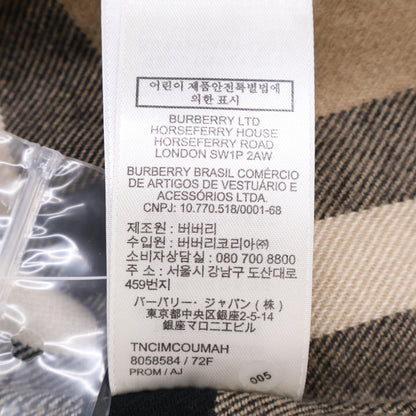 어린이 제품안전특별법에
의한 표시
BURBERRY LTD
HORSEFERRY HOUSE
HORSEFERRY ROAD
LONDON SW1P 2AW
BURBERRY BRASIL COMÉRCIO
DE ARTIGOS DE VESTUÁRIO E
ACESSÓRIOS LTDA.
CNPJ: 10.770.518/0001-68
제조원 : 버버리
수입원 : 버버리코리아㈜
소비자상담실 : 080 700 8800
주소 : 서울시 강남구 도산대로
459번지
バーバリー・ジャパン(株)
東京都中央区銀座2-5-14
銀座マロニエビル
TNCIMCOUMAH
8058584 / 72F
PROM / AJ
005